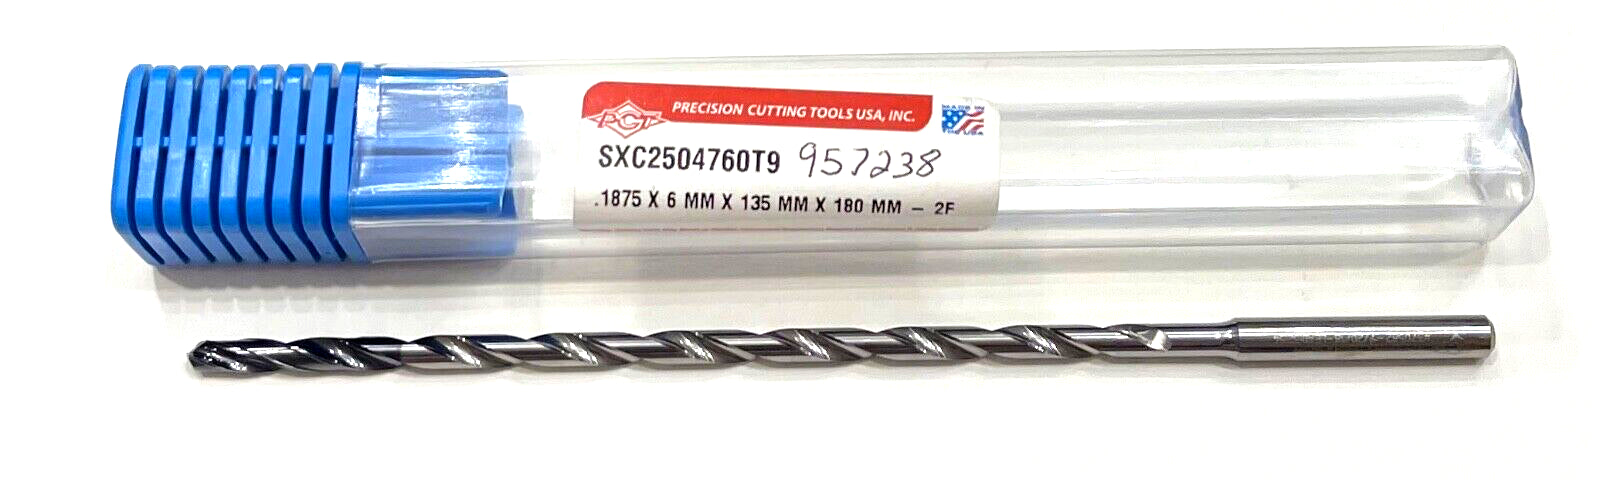 PCT PRECISION CUTTING TOOLS USA, INC.
MADE IN
THE USA
SXC2504760T9 957238
.1875 X 6 MM X 135 MM X 180 MM – 2F